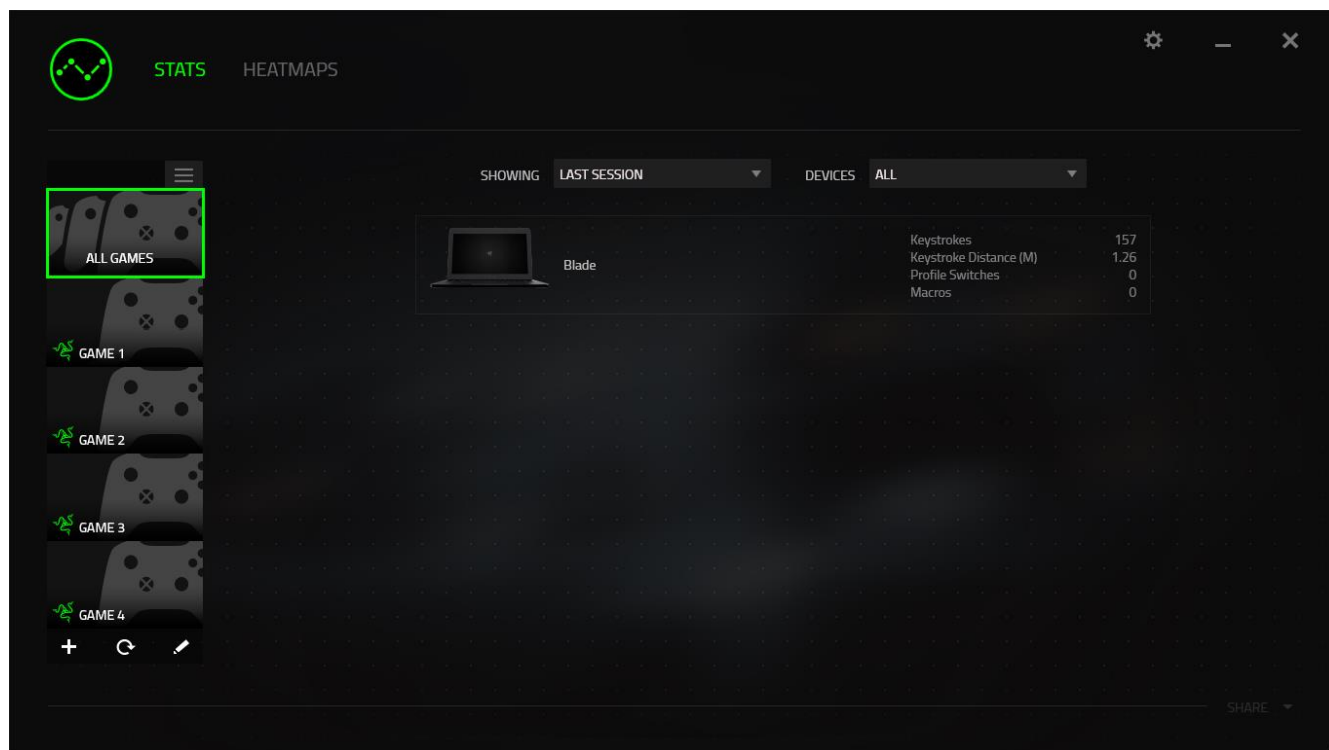 STATS HEATMAPS
SHOWING LAST SESSION DEVICES ALL
ALL GAMES
GAME 1
GAME 2
GAME 3
GAME 4
Blade
Keystrokes 157
Keystroke Distance (M) 1.26
Profile Switches 0
Macros 0
SHARE